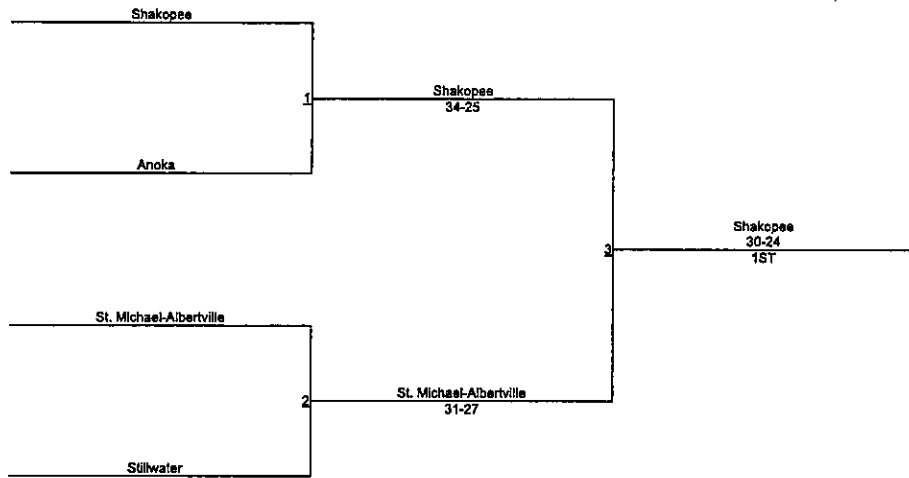 Shakopee
1
Shakopee
34-25
Anoka
3
Shakopee
30-24
1ST
St. Michael-Albertville
2
St. Michael-Albertville
31-27
Stillwater